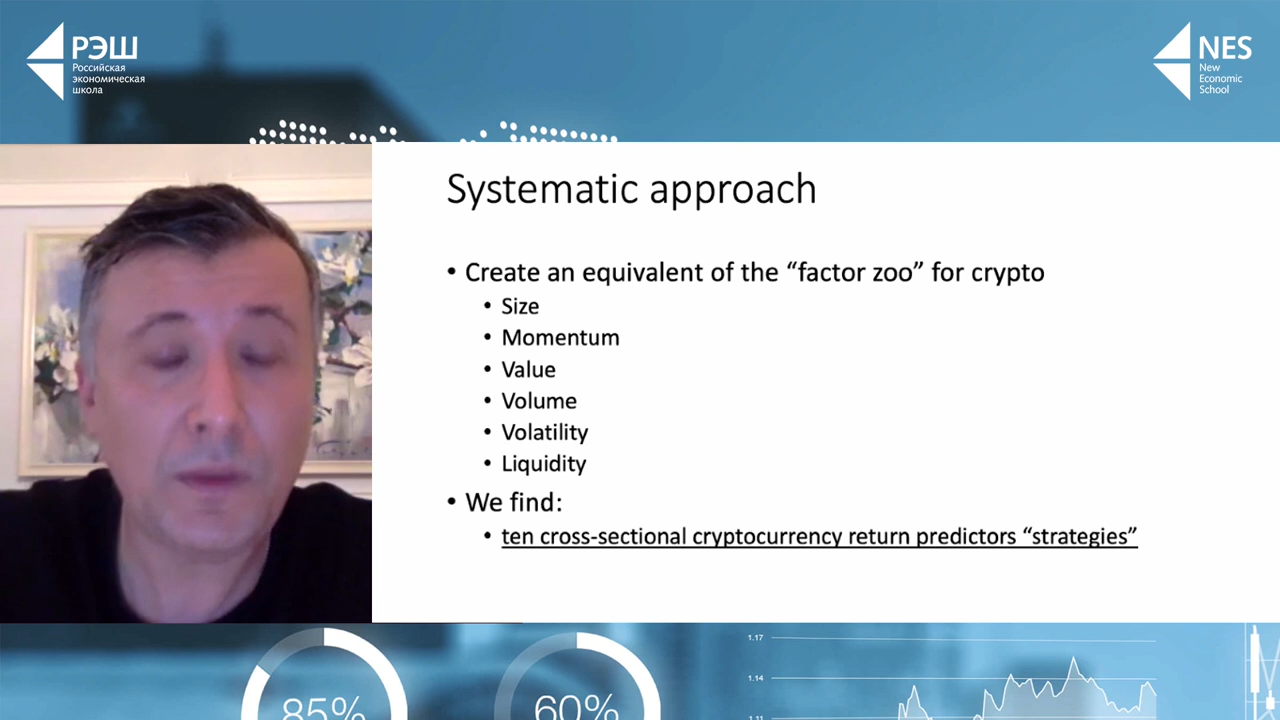 РЭШ
Российская
экономическая
школа
NES
New
Economic
School
Systematic approach
• Create an equivalent of the “factor zoo” for crypto
• Size
• Momentum
• Value
• Volume
• Volatility
• Liquidity
• We find:
• ten cross-sectional cryptocurrency return predictors “strategies”
85%
60%
1.17
1.14
1.11